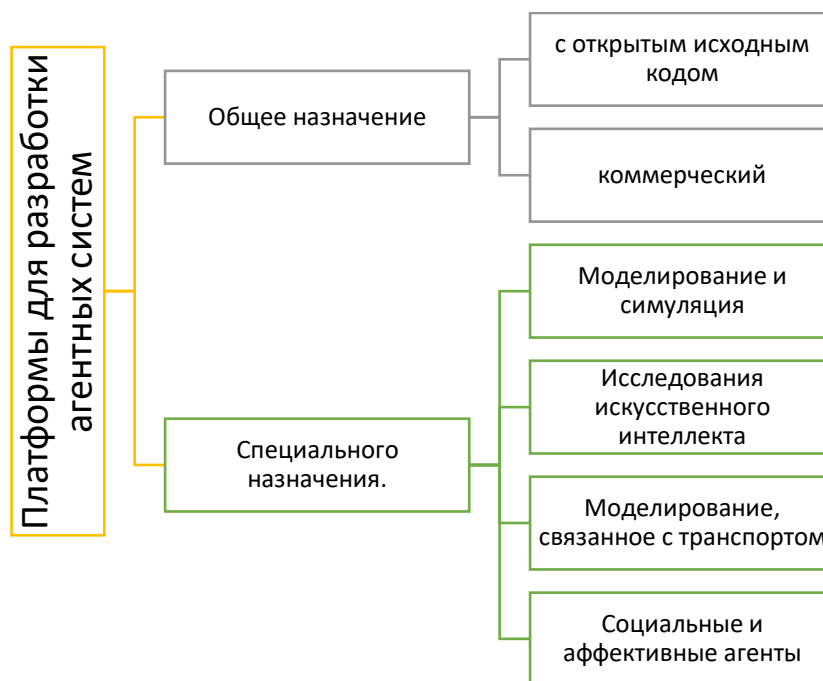 Платформы для разработки
агентных систем
Общее назначение
с открытым исходным
кодом
коммерческий
Специального
назначения.
Моделирование и
симуляция
Исследования
искусственного
интеллекта
Моделирование,
связанное с транспортом
Социальные и
аффективные агенты